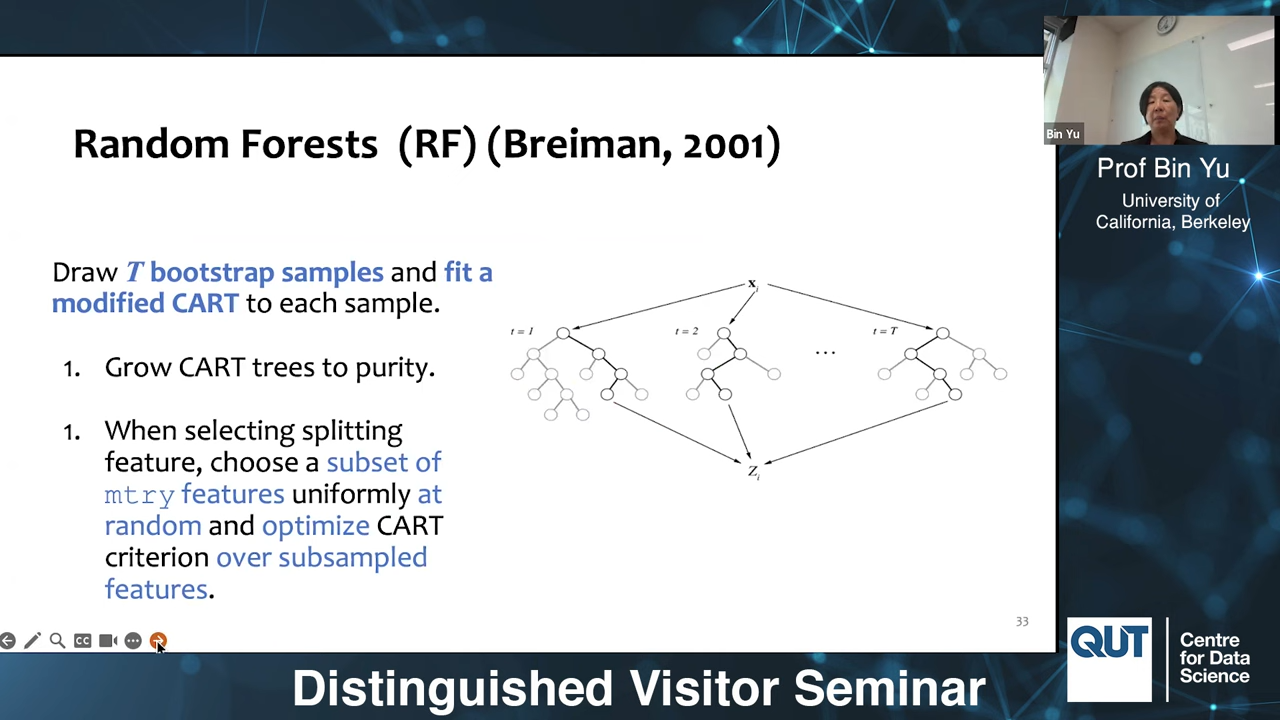 Random Forests (RF) (Breiman, 2001)
Draw T bootstrap samples and fit a
modified CART to each sample.
1. Grow CART trees to purity.
1. When selecting splitting
feature, choose a subset of
mtry features uniformly at
random and optimize CART
criterion over subsampled
features.
x_i
t = 1
t = 2
...
t = T
Z_i
33
CC
Bin Yu
Prof Bin Yu
University of
California, Berkeley
QUT
Centre
for Data
Science
Distinguished Visitor Seminar